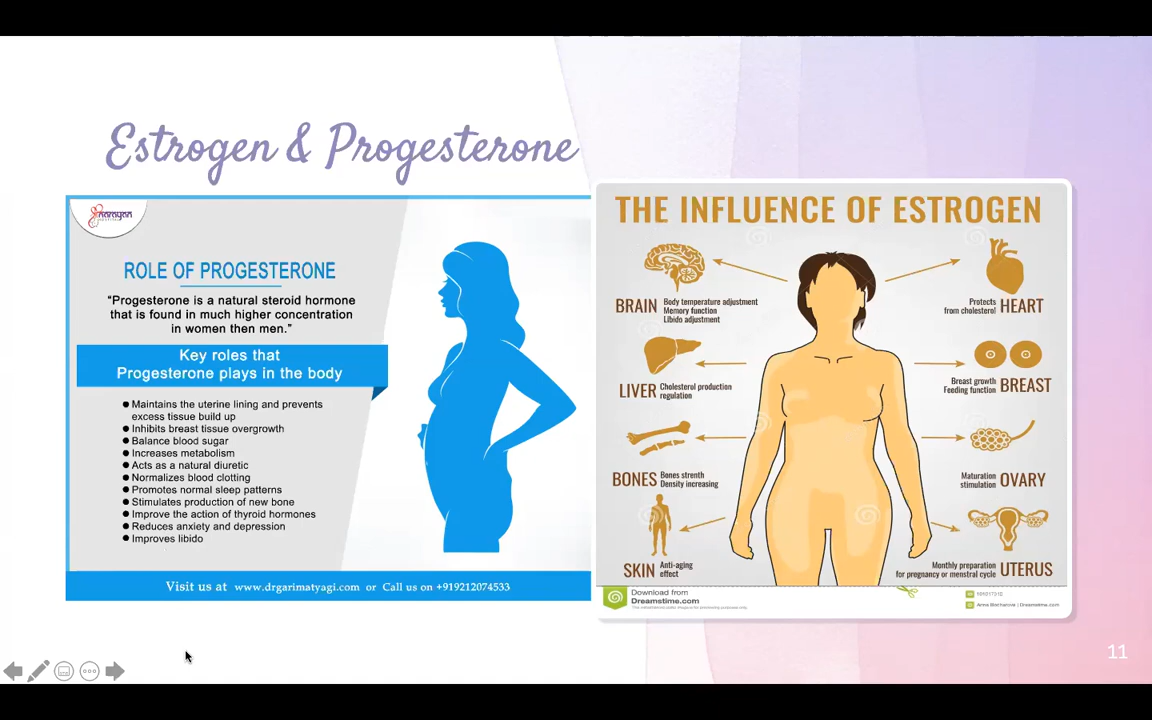 Estrogen & Progesterone
narayan
ROLE OF PROGESTERONE
“Progesterone is a natural steroid hormone
that is found in much higher concentration
in women then men.”
Key roles that
Progesterone plays in the body
● Maintains the uterine lining and prevents
excess tissue build up
● Inhibits breast tissue overgrowth
● Balance blood sugar
● Increases metabolism
● Acts as a natural diuretic
● Normalizes blood clotting
● Promotes normal sleep patterns
● Stimulates production of new bone
● Improve the action of thyroid hormones
● Reduces anxiety and depression
● Improves libido
Visit us at www.drgarimatyagi.com or Call us on +919212074533
THE INFLUENCE OF ESTROGEN
BRAIN
Body temperature adjustment
Memory function
Libido adjustment
LIVER
Cholesterol production
regulation
BONES
Bones strenth
Density increasing
SKIN
Anti-aging
effect
Protects
from cholesterol
HEART
Breast growth
Feeding function
BREAST
Maturation
stimulation
OVARY
Monthly preparation
for pregnancy or menstrual cycle
UTERUS
Download from
Dreamstime.com
11